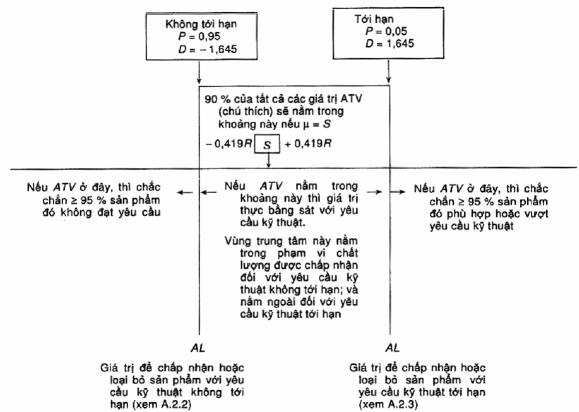 Không tới hạn
P = 0,95
D = − 1,645
Tới hạn
P = 0,05
D = 1,645
90 % của tất cả các giá trị ATV
(chú thích) sẽ nằm trong
khoảng này nếu μ = S
− 0,419R S + 0,419R
Nếu ATV ở đây, thì chắc
chắn ≥ 95 % sản phẩm
đó không đạt yêu cầu
Nếu ATV nằm trong
khoảng này thì giá trị
thực bằng sát với yêu
cầu kỹ thuật.
Vùng trung tâm này nằm
trong phạm vi chất
lượng được chấp nhận
đối với yêu cầu kỹ
thuật không tới hạn; và
nằm ngoài đối với yêu
cầu kỹ thuật tới hạn
Nếu ATV ở đây, thì chắc
chắn ≥ 95 % sản phẩm
đó phù hợp hoặc vượt
yêu cầu kỹ thuật
AL
Giá trị để chấp nhận hoặc
loại bỏ sản phẩm với yêu
cầu kỹ thuật không tới
hạn (xem A.2.2)
AL
Giá trị để chấp nhận hoặc
loại bỏ sản phẩm với
yêu cầu kỹ thuật tới hạn
(xem A.2.3)